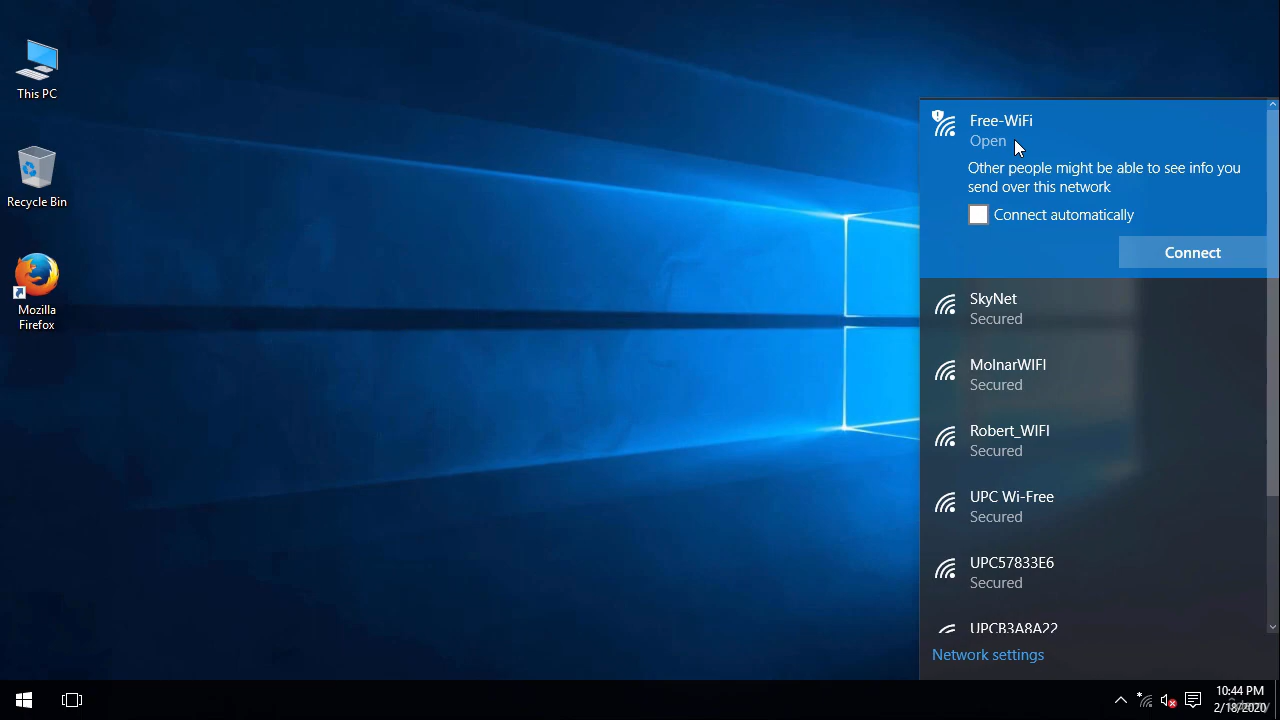 This PC
Recycle Bin
Mozilla
Firefox
Free-WiFi
Open
Other people might be able to see info you
send over this network
Connect automatically
Connect
SkyNet
Secured
MolnarWIFI
Secured
Robert_WIFI
Secured
UPC Wi-Free
Secured
UPC57833E6
Secured
UPCB3A8A22
Network settings
10:44 PM
2/18/2020
Udemy